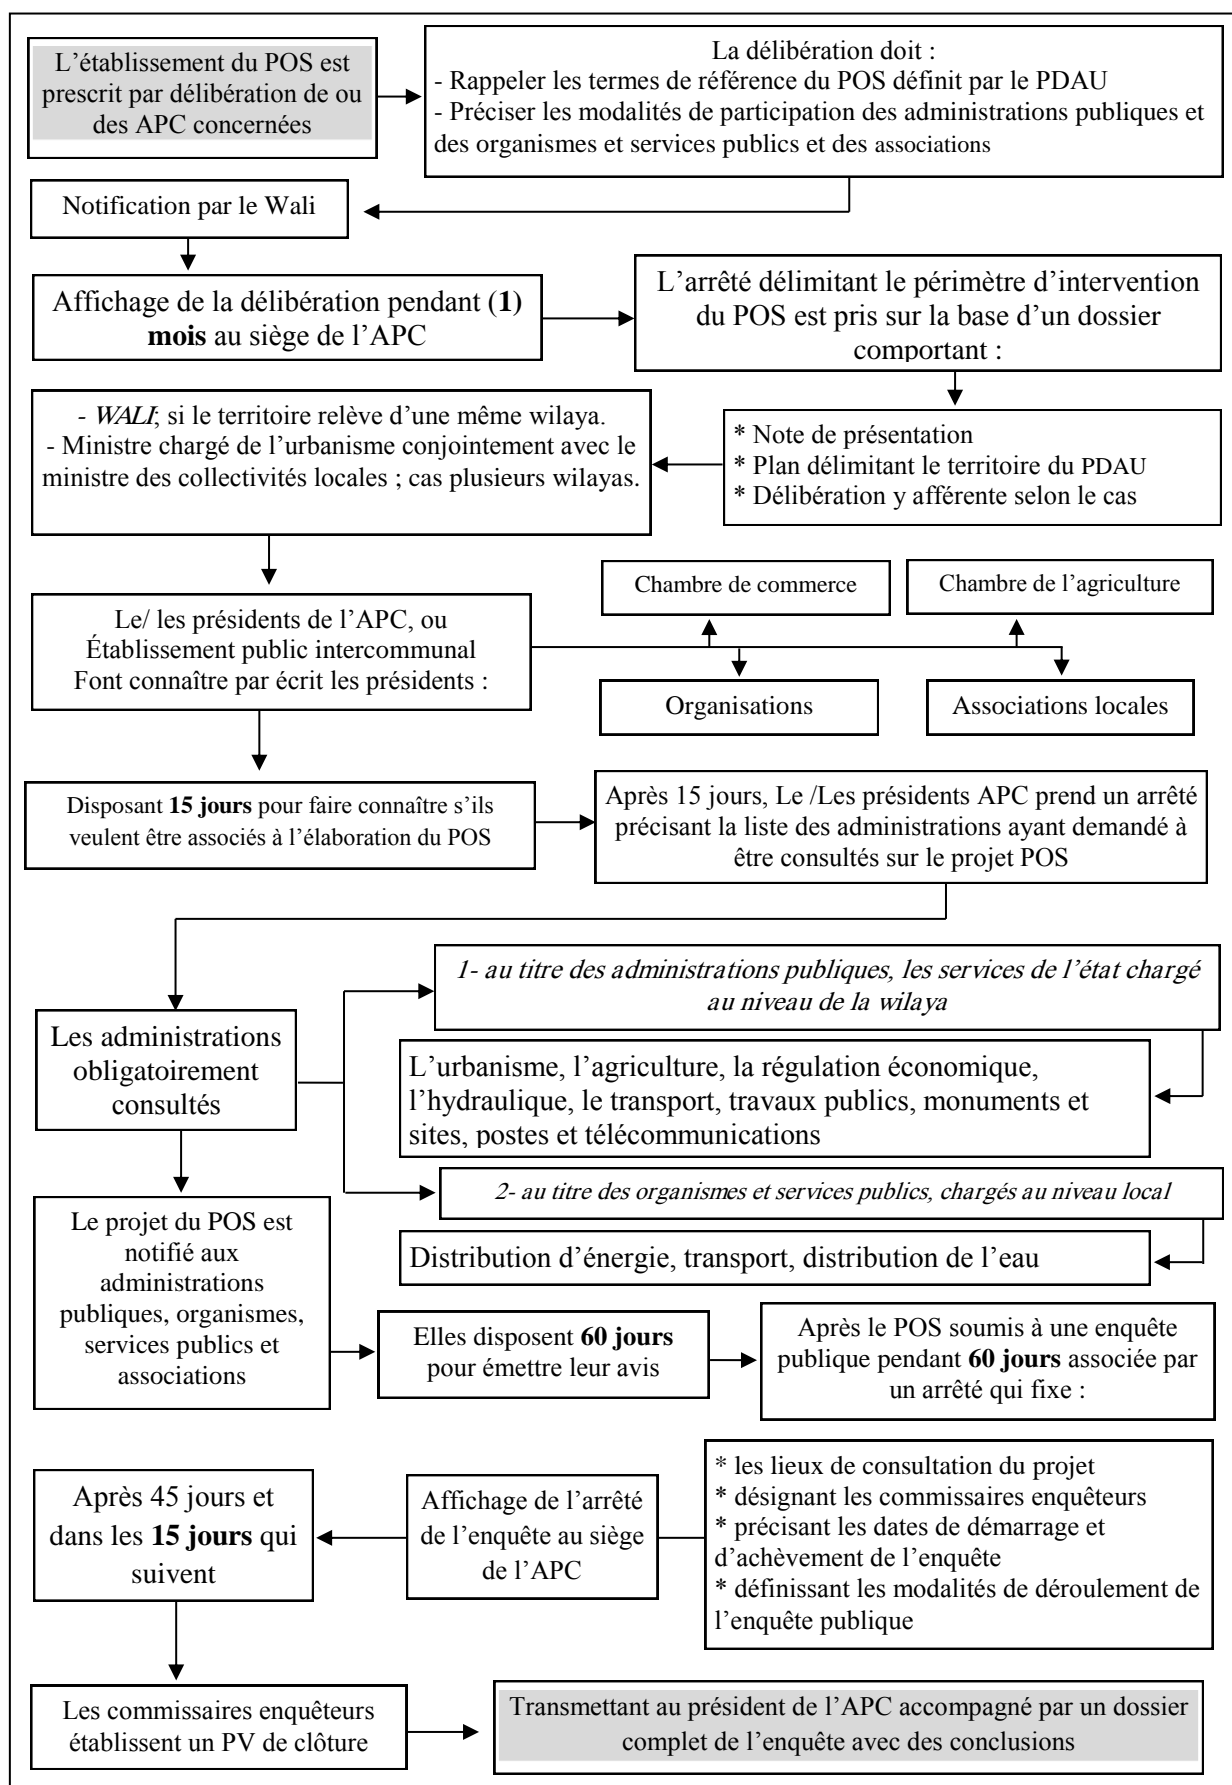 L'établissement du POS est
prescrit par délibération de ou
des APC concernées
La délibération doit :
- Rappeler les termes de référence du POS définit par le PDAU
- Préciser les modalités de participation des administrations publiques et
des organismes et services publics et des associations
Notification par le Wali
Affichage de la délibération pendant (1)
mois au siège de l'APC
L'arrêté délimitant le périmètre d'intervention
du POS est pris sur la base d'un dossier
comportant :
- WALI; si le territoire relève d'une même wilaya.
- Ministre chargé de l'urbanisme conjointement avec le
ministre des collectivités locales ; cas plusieurs wilayas.
* Note de présentation
* Plan délimitant le territoire du PDAU
* Délibération y afférente selon le cas
Chambre de commerce
Chambre de l'agriculture
Le/ les présidents de l'APC, ou
Établissement public intercommunal
Font connaître par écrit les présidents :
Organisations
Associations locales
Disposant 15 jours pour faire connaître s'ils
veulent être associés à l'élaboration du POS
Après 15 jours, Le /Les présidents APC prend un arrêté
précisant la liste des administrations ayant demandé à
être consultés sur le projet POS
1- au titre des administrations publiques, les services de l'état chargé
au niveau de la wilaya
Les administrations
obligatoirement
consultés
L'urbanisme, l'agriculture, la régulation économique,
l'hydraulique, le transport, travaux publics, monuments et
sites, postes et télécommunications
2- au titre des organismes et services publics, chargés au niveau local
Le projet du POS est
notifié aux
administrations
publiques, organismes,
services publics et
associations
Distribution d'énergie, transport, distribution de l'eau
Elles disposent 60 jours
pour émettre leur avis
Après le POS soumis à une enquête
publique pendant 60 jours associée par
un arrêté qui fixe :
Après 45 jours et
dans les 15 jours qui
suivent
Affichage de l'arrêté
de l'enquête au siège
de l'APC
* les lieux de consultation du projet
* désignant les commissaires enquêteurs
* précisant les dates de démarrage et
d'achèvement de l'enquête
* définissant les modalités de déroulement de
l'enquête publique
Les commissaires enquêteurs
établissent un PV de clôture
Transmettant au président de l'APC accompagné par un dossier
complet de l'enquête avec des conclusions